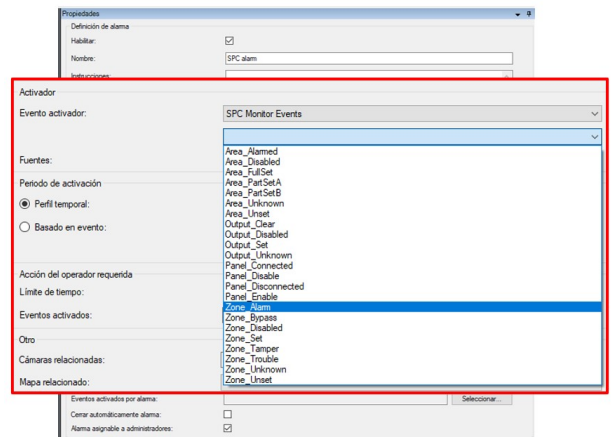 Propiedades
Definición de alarma
Habilitar:
Nombre: SPC alarm
Instrucciones:
Activador
Evento activador: SPC Monitor Events
Fuentes:
Periodo de activación
Perfil temporal:
Basado en evento:
Acción del operador requerida
Límite de tiempo:
Eventos activados:
Otro
Cámaras relacionadas:
Mapa relacionado:
Area_Alarmed
Area_Disabled
Area_FullSet
Area_PartSetA
Area_PartSetB
Area_Unknown
Area_Unset
Output_Clear
Output_Disabled
Output_Set
Output_Unknown
Panel_Connected
Panel_Disable
Panel_Disconnected
Panel_Enable
Zone_Alarm
Zone_Bypass
Zone_Disabled
Zone_Set
Zone_Tamper
Zone_Trouble
Zone_Unknown
Zone_Unset
Eventos activados por alarma: Seleccionar...
Cerrar automáticamente alarma:
Alarma asignable a administradores: